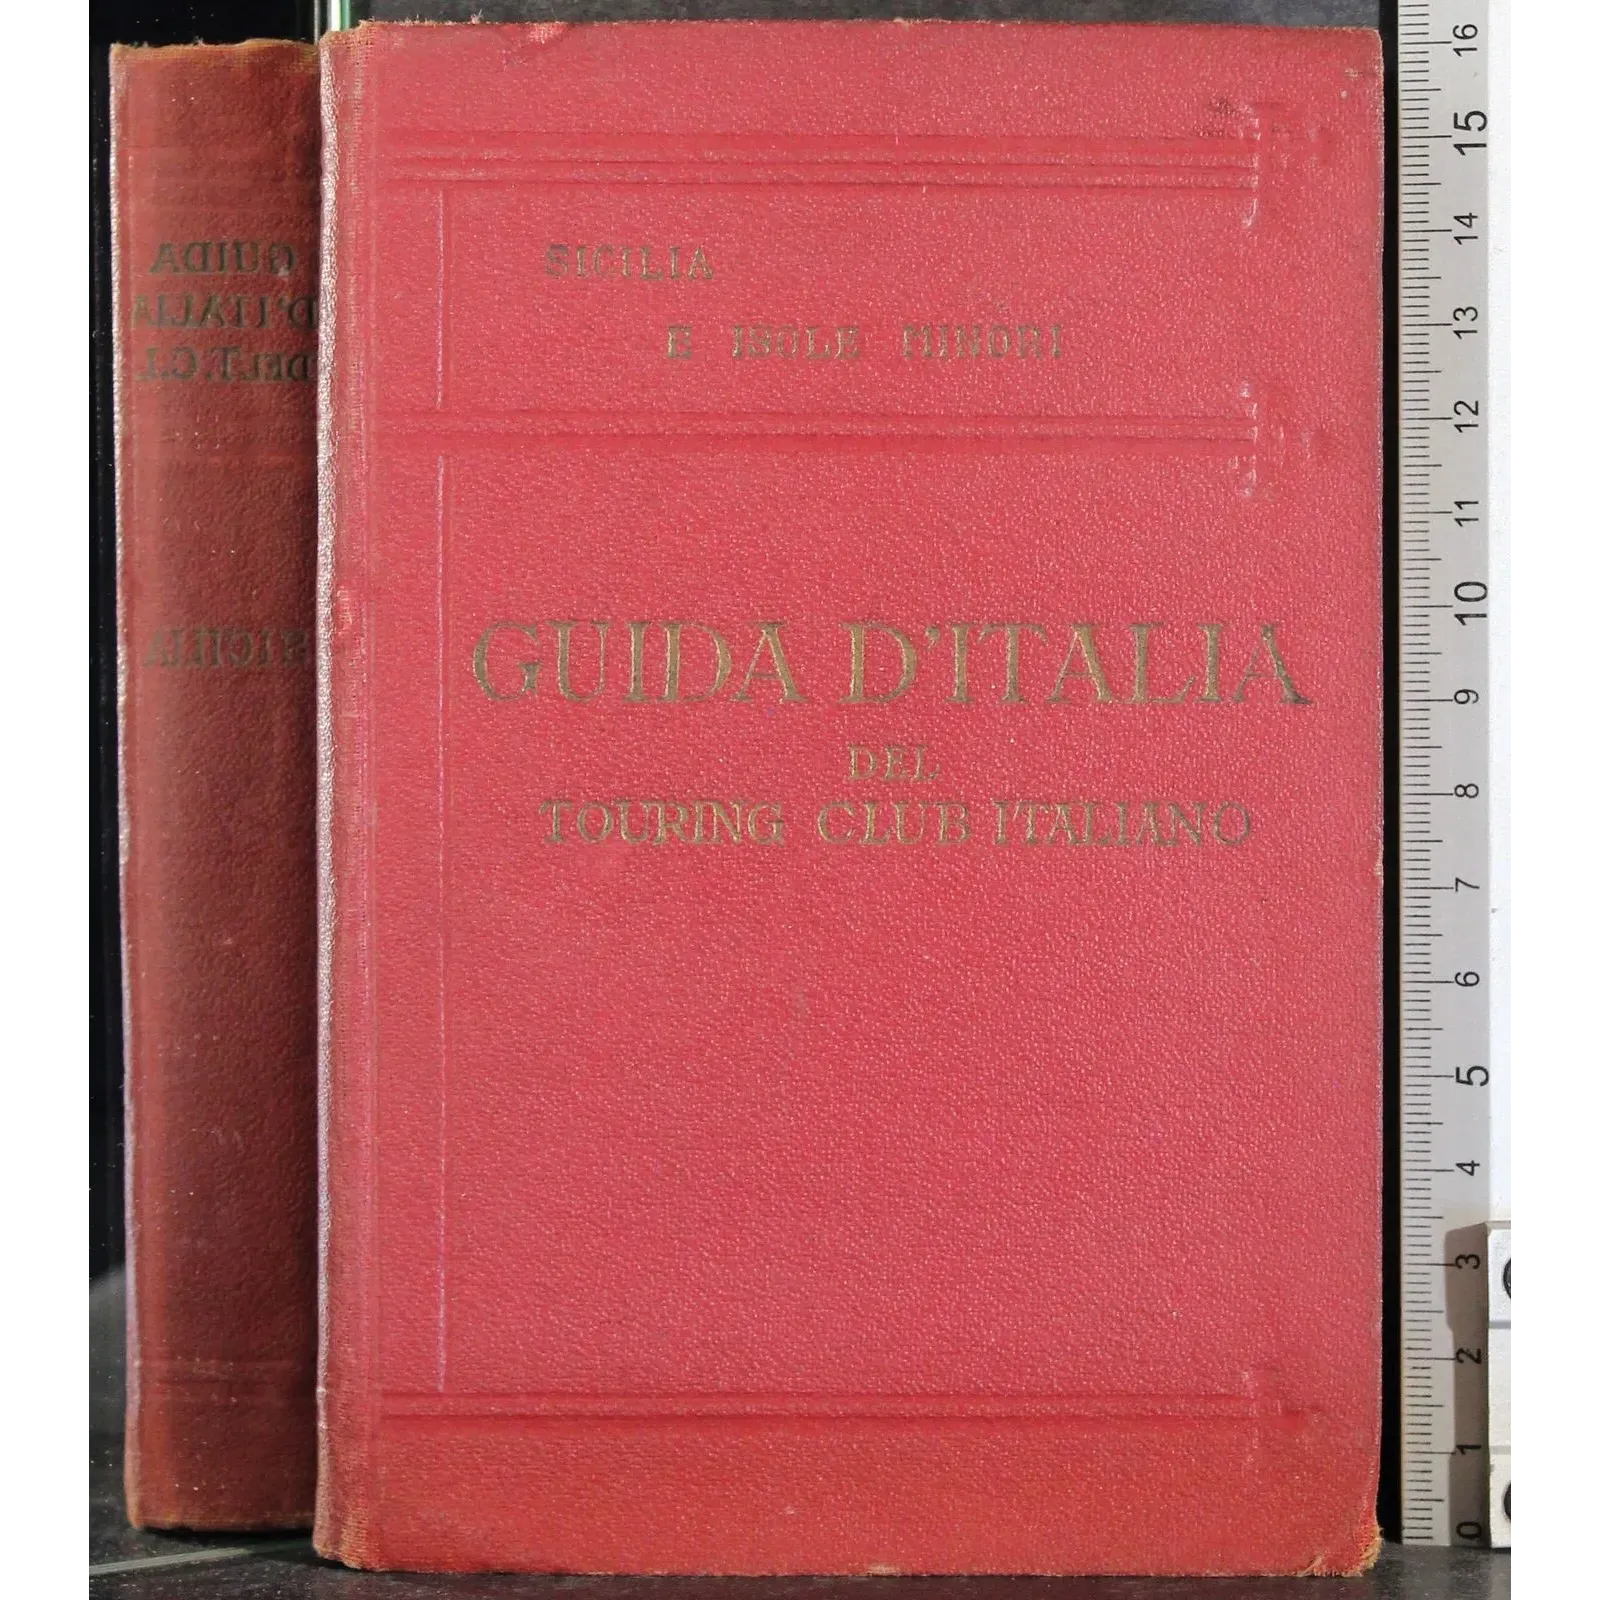 SICILIA
E ISOLE MINORI
GUIDA D'ITALIA
DEL
TOURING CLUB ITALIANO
GUIDA
D'ITALIA
DEL T.C.I.
SICILIA
16
15
14
13
12
11
10
9
8
7
6
5
4
3
2
1
0